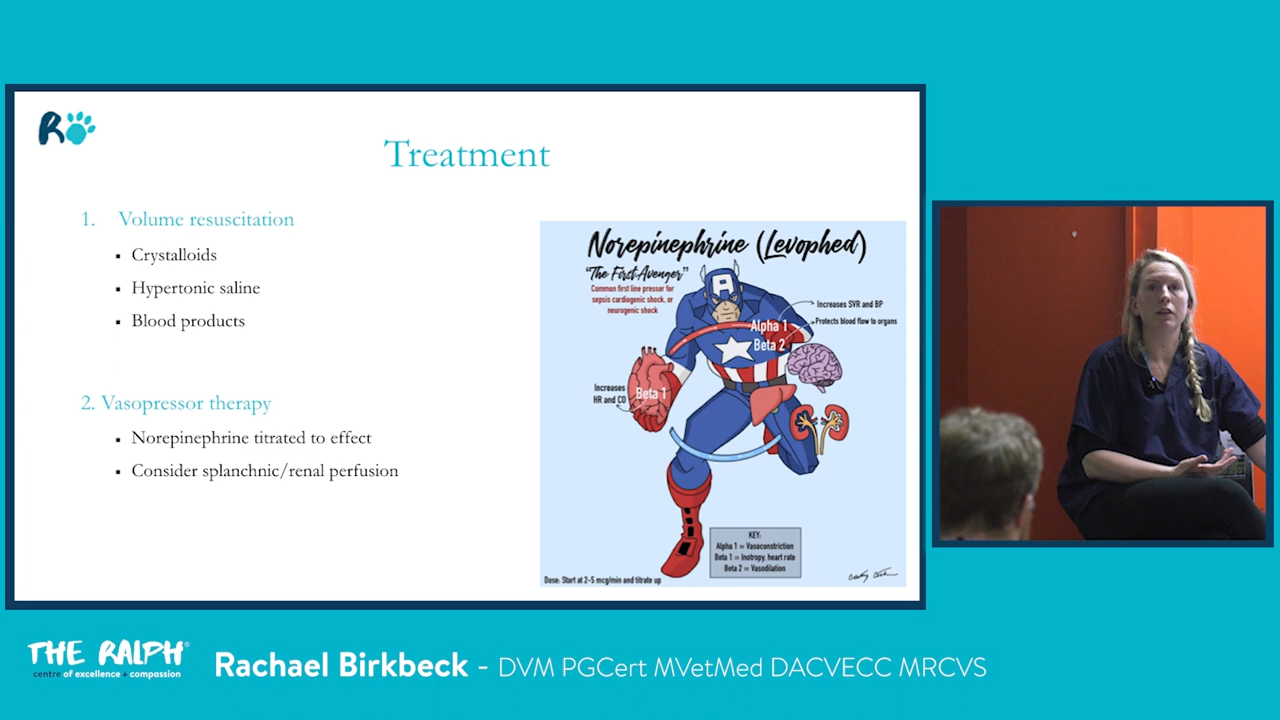 R
Treatment
1. Volume resuscitation
▪ Crystalloids
▪ Hypertonic saline
▪ Blood products
2. Vasopressor therapy
▪ Norepinephrine titrated to effect
▪ Consider splanchnic/renal perfusion
Norepinephrine (Levophed)
"The First Avenger"
Common first line pressor for
sepsis cardiogenic shock, or
neurogenic shock
A
Increases SVR and BP
Alpha 1
Protects blood flow to organs
Beta 2
Increases
HR and CO
Beta 1
KEY:
Alpha 1 = Vasoconstriction
Beta 1 = Inotropy, heart rate
Beta 2 = Vasodilation
Dose: Start at 2-5 mcg/min and titrate up
THE RALPH®
centre of excellence + compassion
Rachael Birkbeck - DVM PGCert MVetMed DACVECC MRCVS